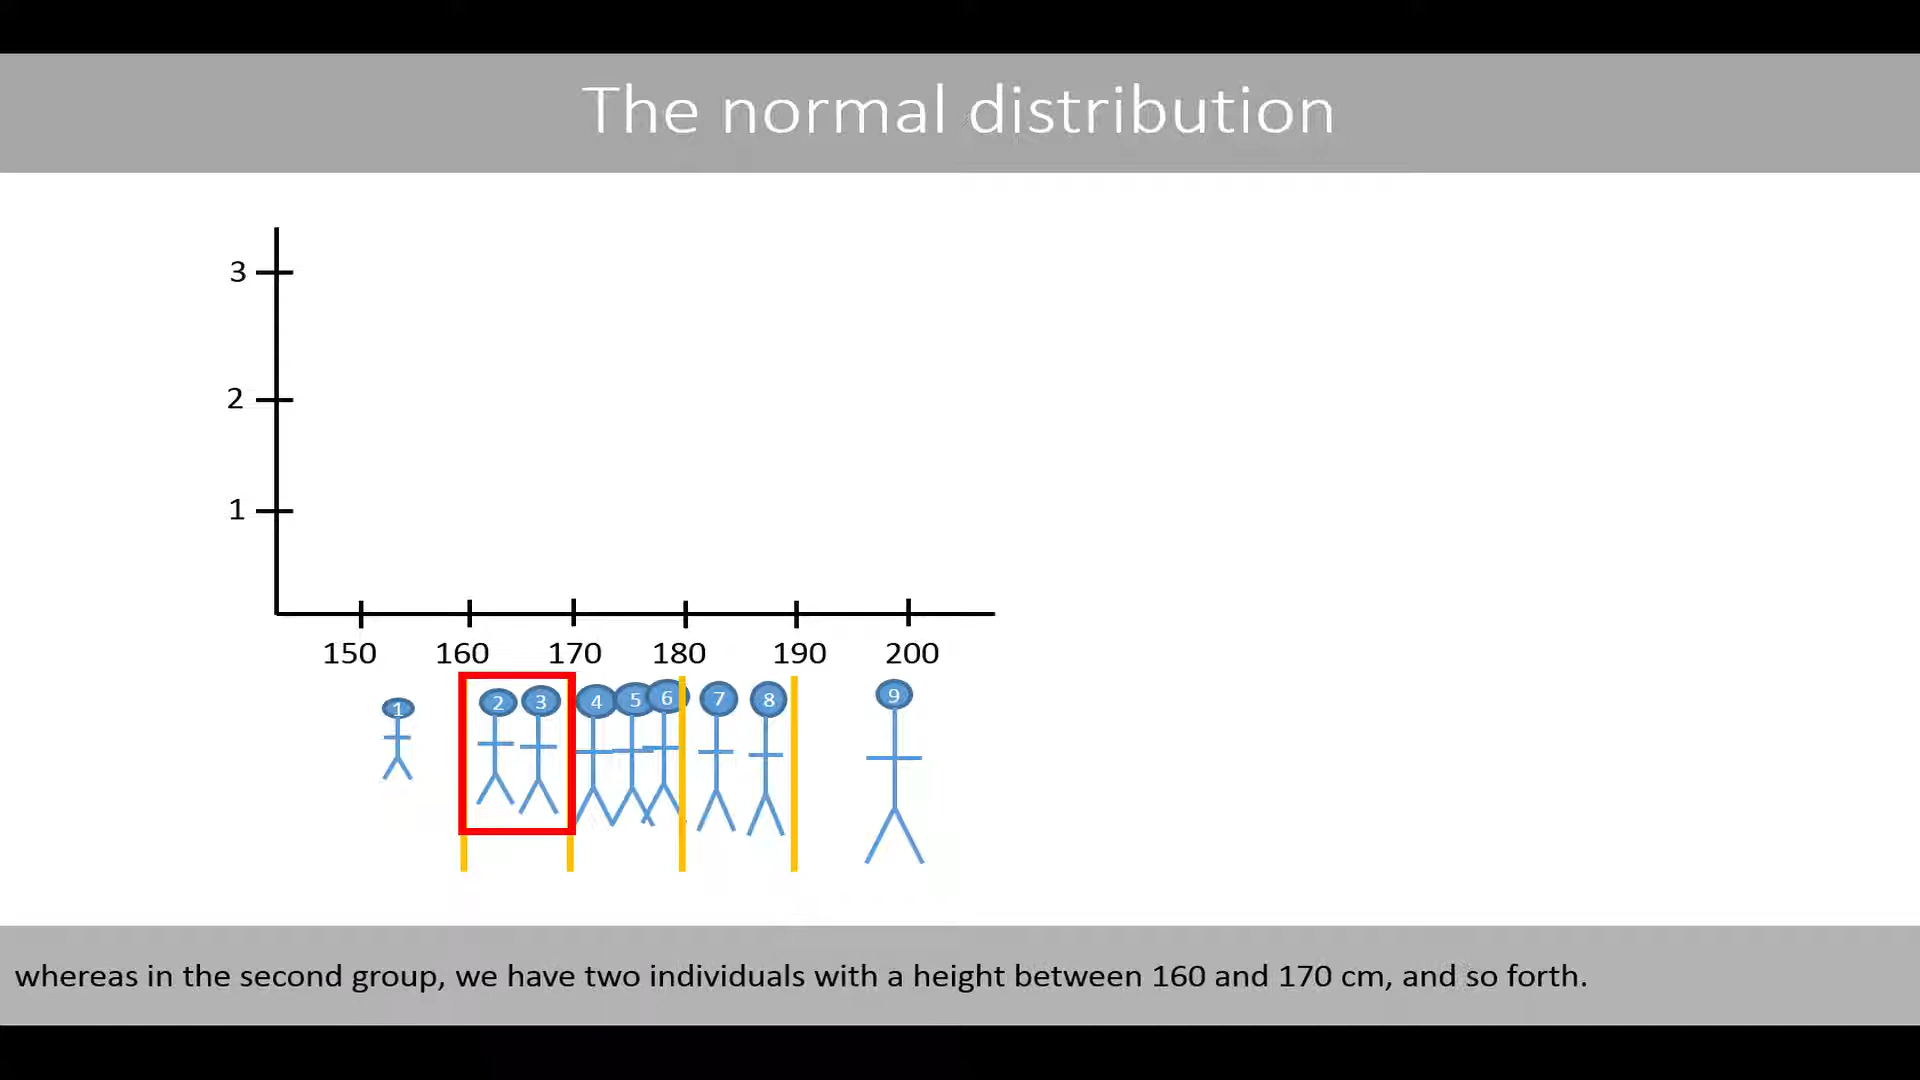 The normal distribution
3
2
1
150 160 170 180 190 200
1 2 3 4 5 6 7 8 9
whereas in the second group, we have two individuals with a height between 160 and 170 cm, and so forth.